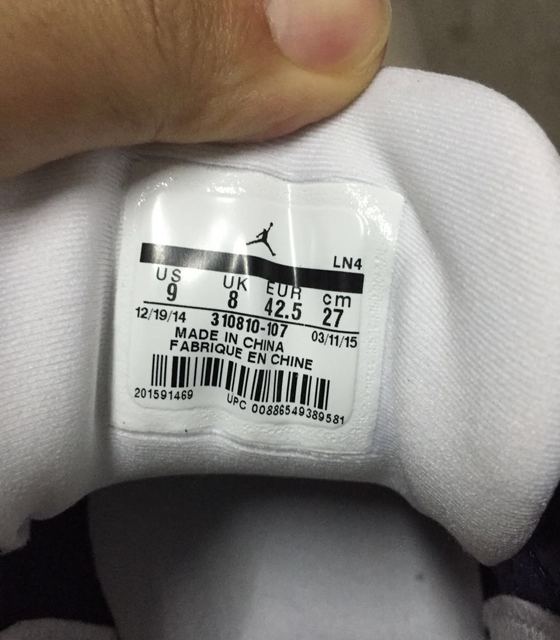 LN4
US UK EUR cm
9 8 42.5 27
12/19/14 310810-107 03/11/15
MADE IN CHINA
FABRIQUE EN CHINE
201591469 UPC 00886549389581